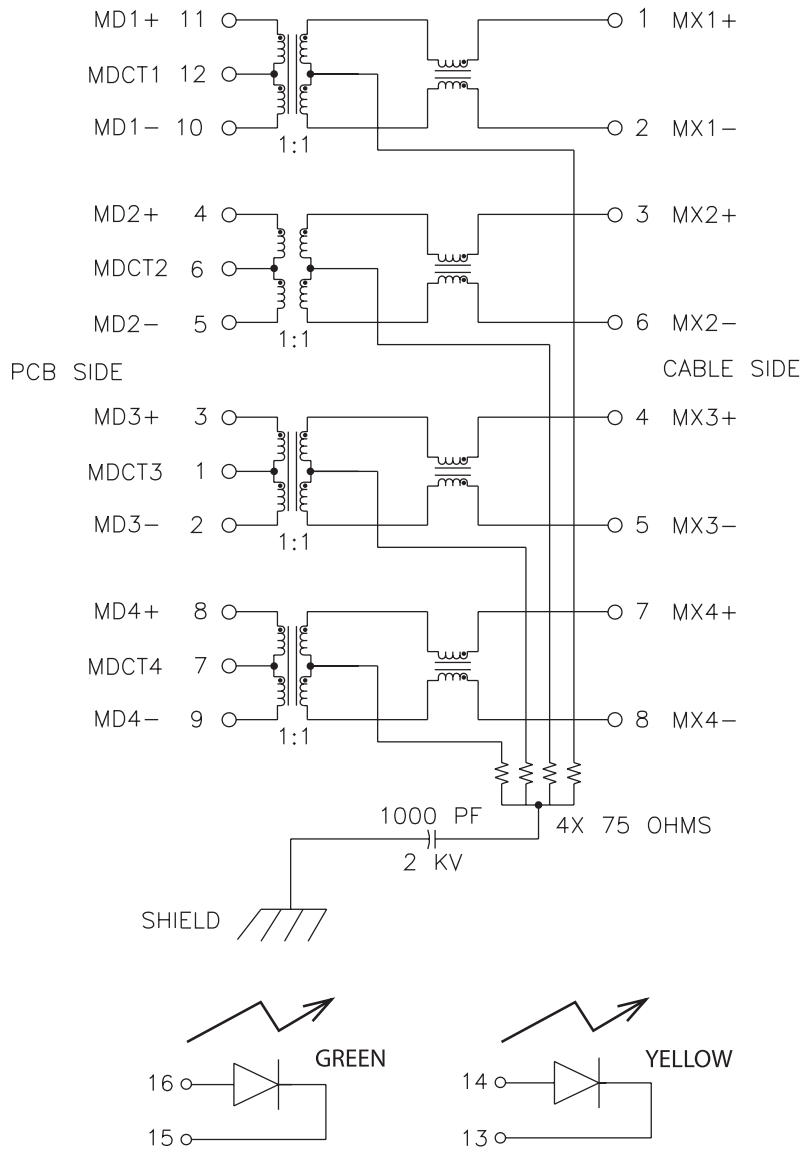 MD1+ 11 1 MX1+
MDCT1 12
MD1- 10 2 MX1-
1:1
MD2+ 4 3 MX2+
MDCT2 6
MD2- 5 6 MX2-
1:1
PCB SIDE CABLE SIDE
MD3+ 3 4 MX3+
MDCT3 1
MD3- 2 5 MX3-
1:1
MD4+ 8 7 MX4+
MDCT4 7
MD4- 9 8 MX4-
1:1
1000 PF
4X 75 OHMS
2 KV
SHIELD
GREEN YELLOW
16 14
15 13